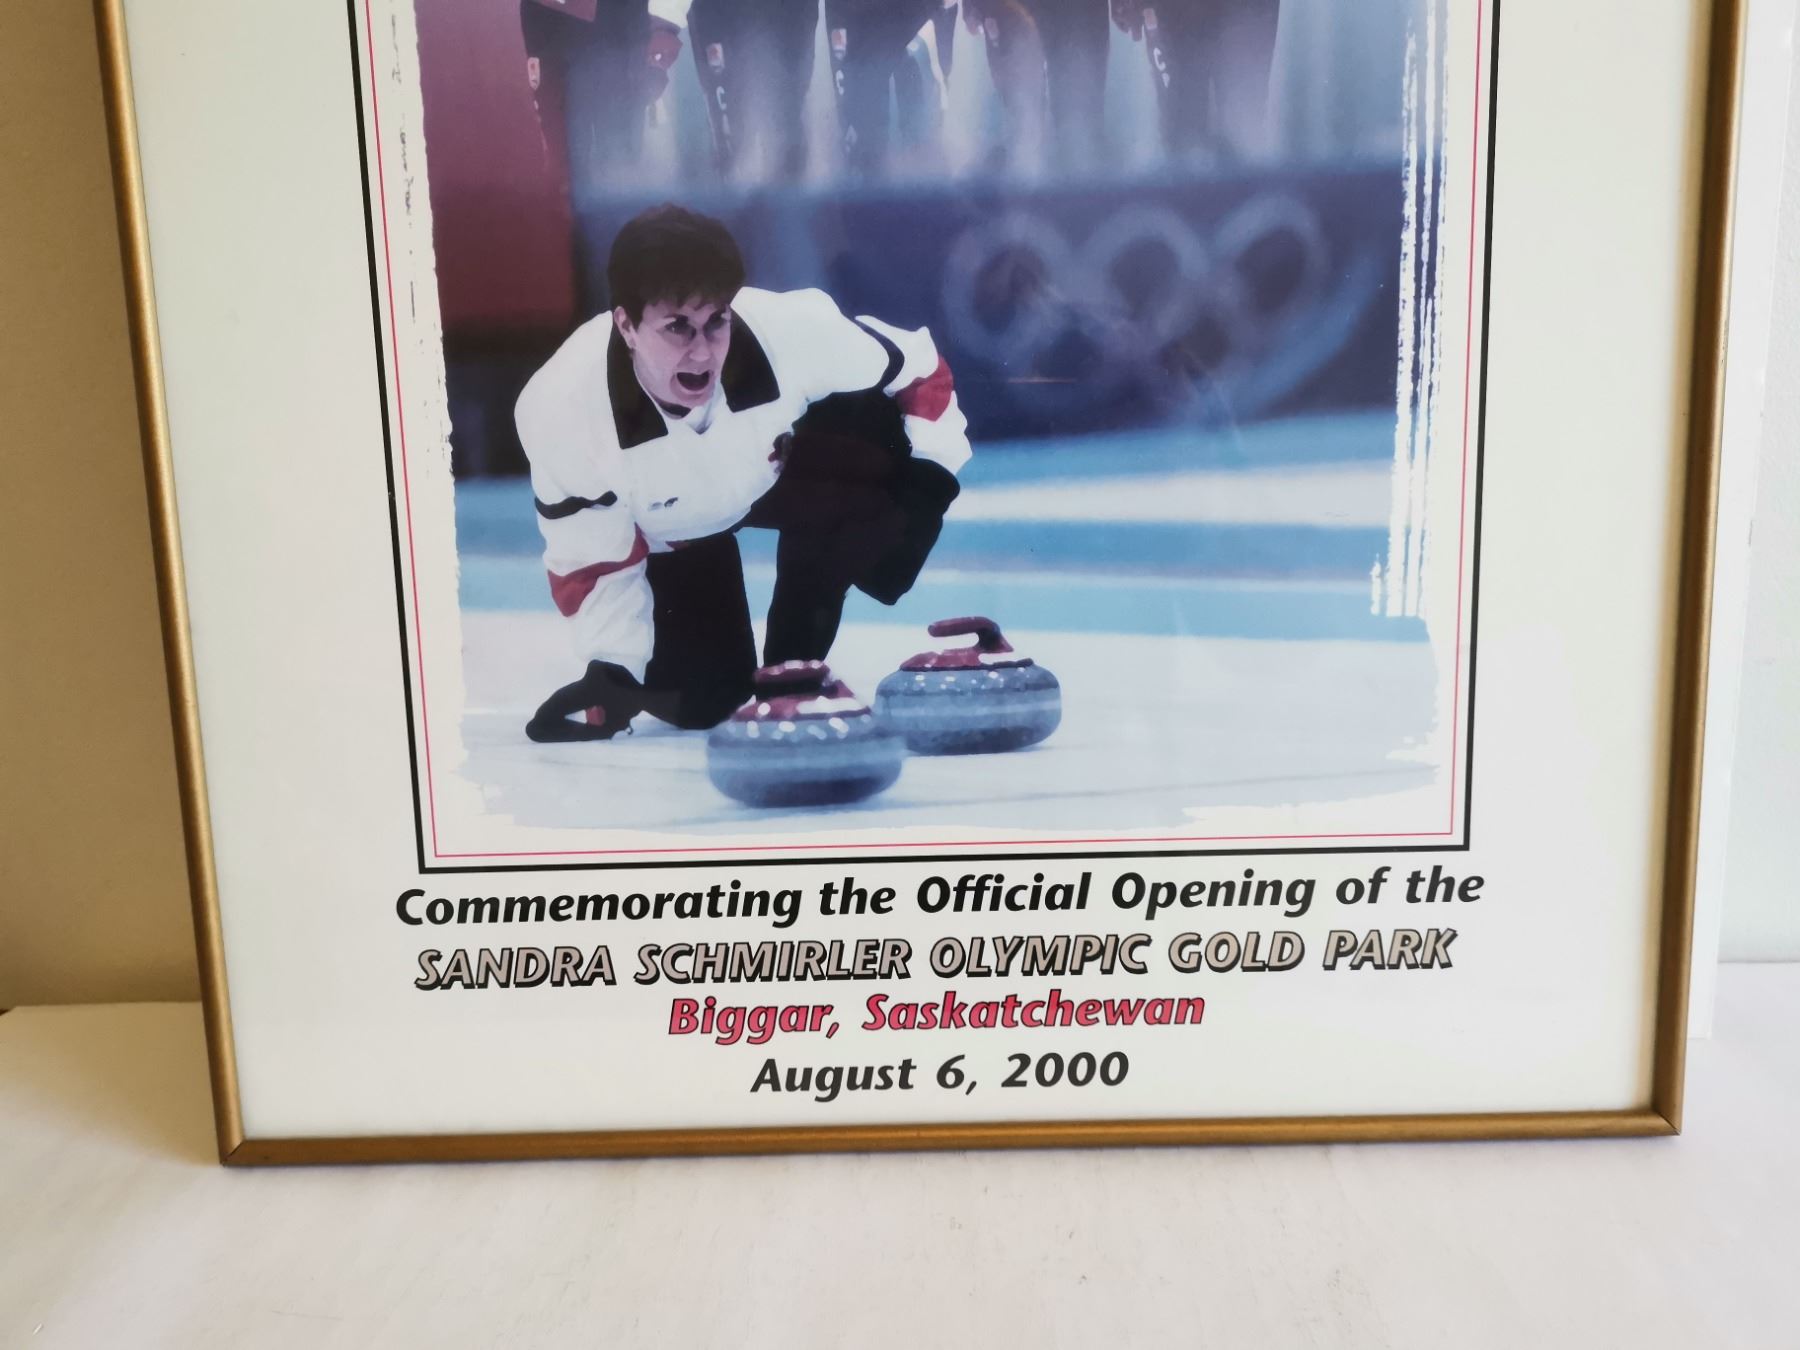 Commemorating the Official Opening of the
SANDRA SCHMIRLER OLYMPIC GOLD PARK
Biggar, Saskatchewan
August 6, 2000